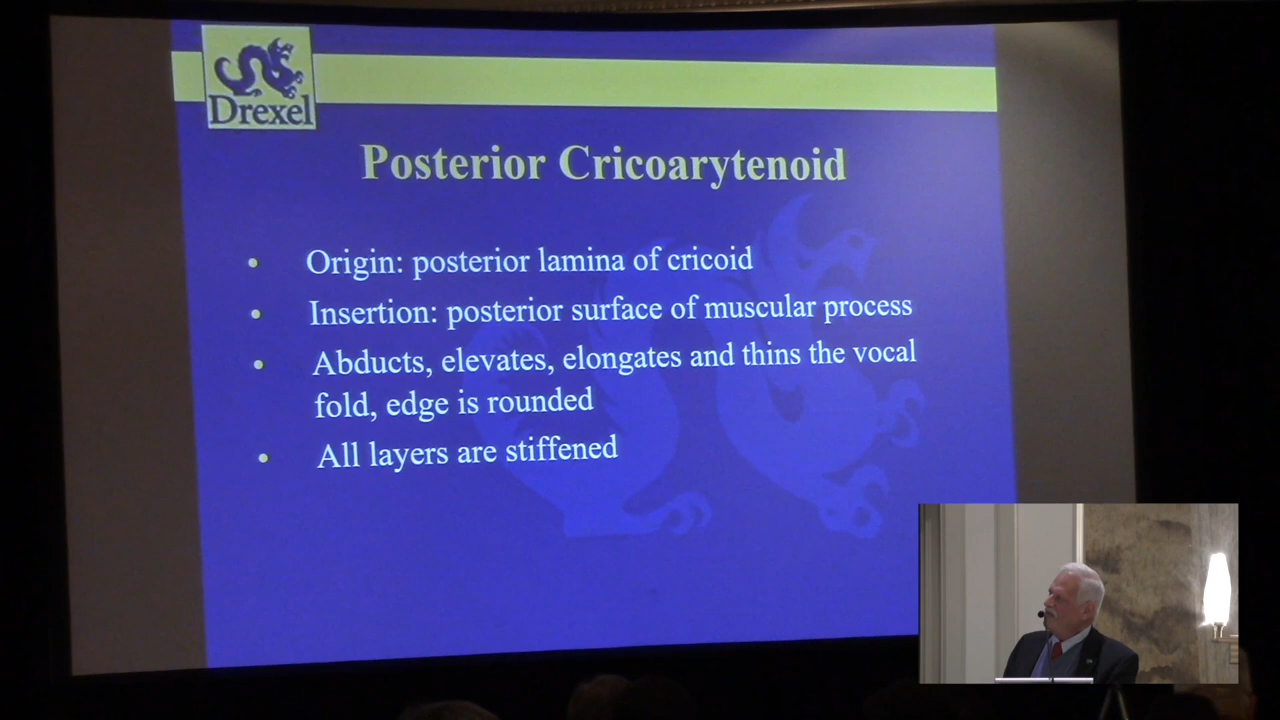 Drexel
Posterior Cricoarytenoid
• Origin: posterior lamina of cricoid
• Insertion: posterior surface of muscular process
• Abducts, elevates, elongates and thins the vocal
fold, edge is rounded
• All layers are stiffened